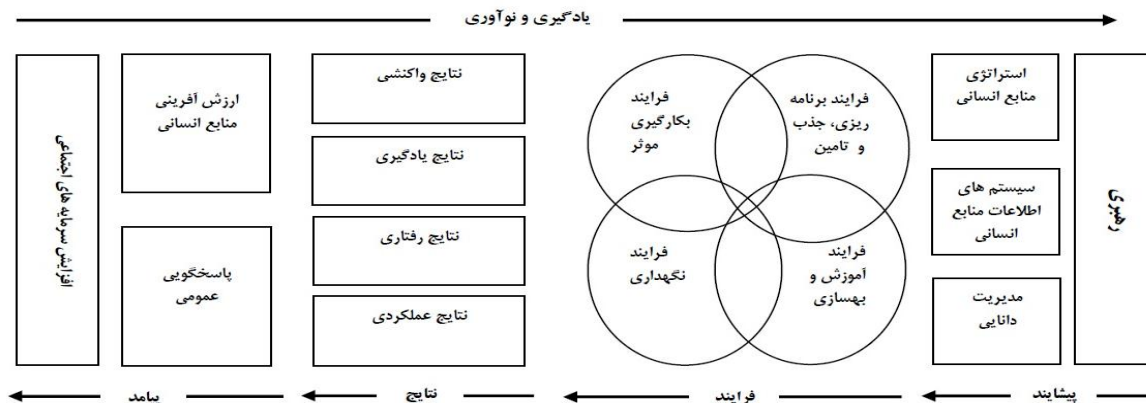 یادگیری و نوآوری
رهبری
استراتژی
منابع انسانی
سیستم های
اطلاعات منابع
انسانی
مدیریت
دانایی
فرایند برنامه
ریزی، جذب
و تامین
فرایند
بکارگیری
موثر
فرایند
آموزش و
بهسازی
فرایند
نگهداری
نتایج واکنشی
نتایج یادگیری
نتایج رفتاری
نتایج عملکردی
ارزش آفرینی
منابع انسانی
پاسخگویی
عمومی
افزایش سرمایه های اجتماعی
پیشایند
فرایند
نتایج
پیامد